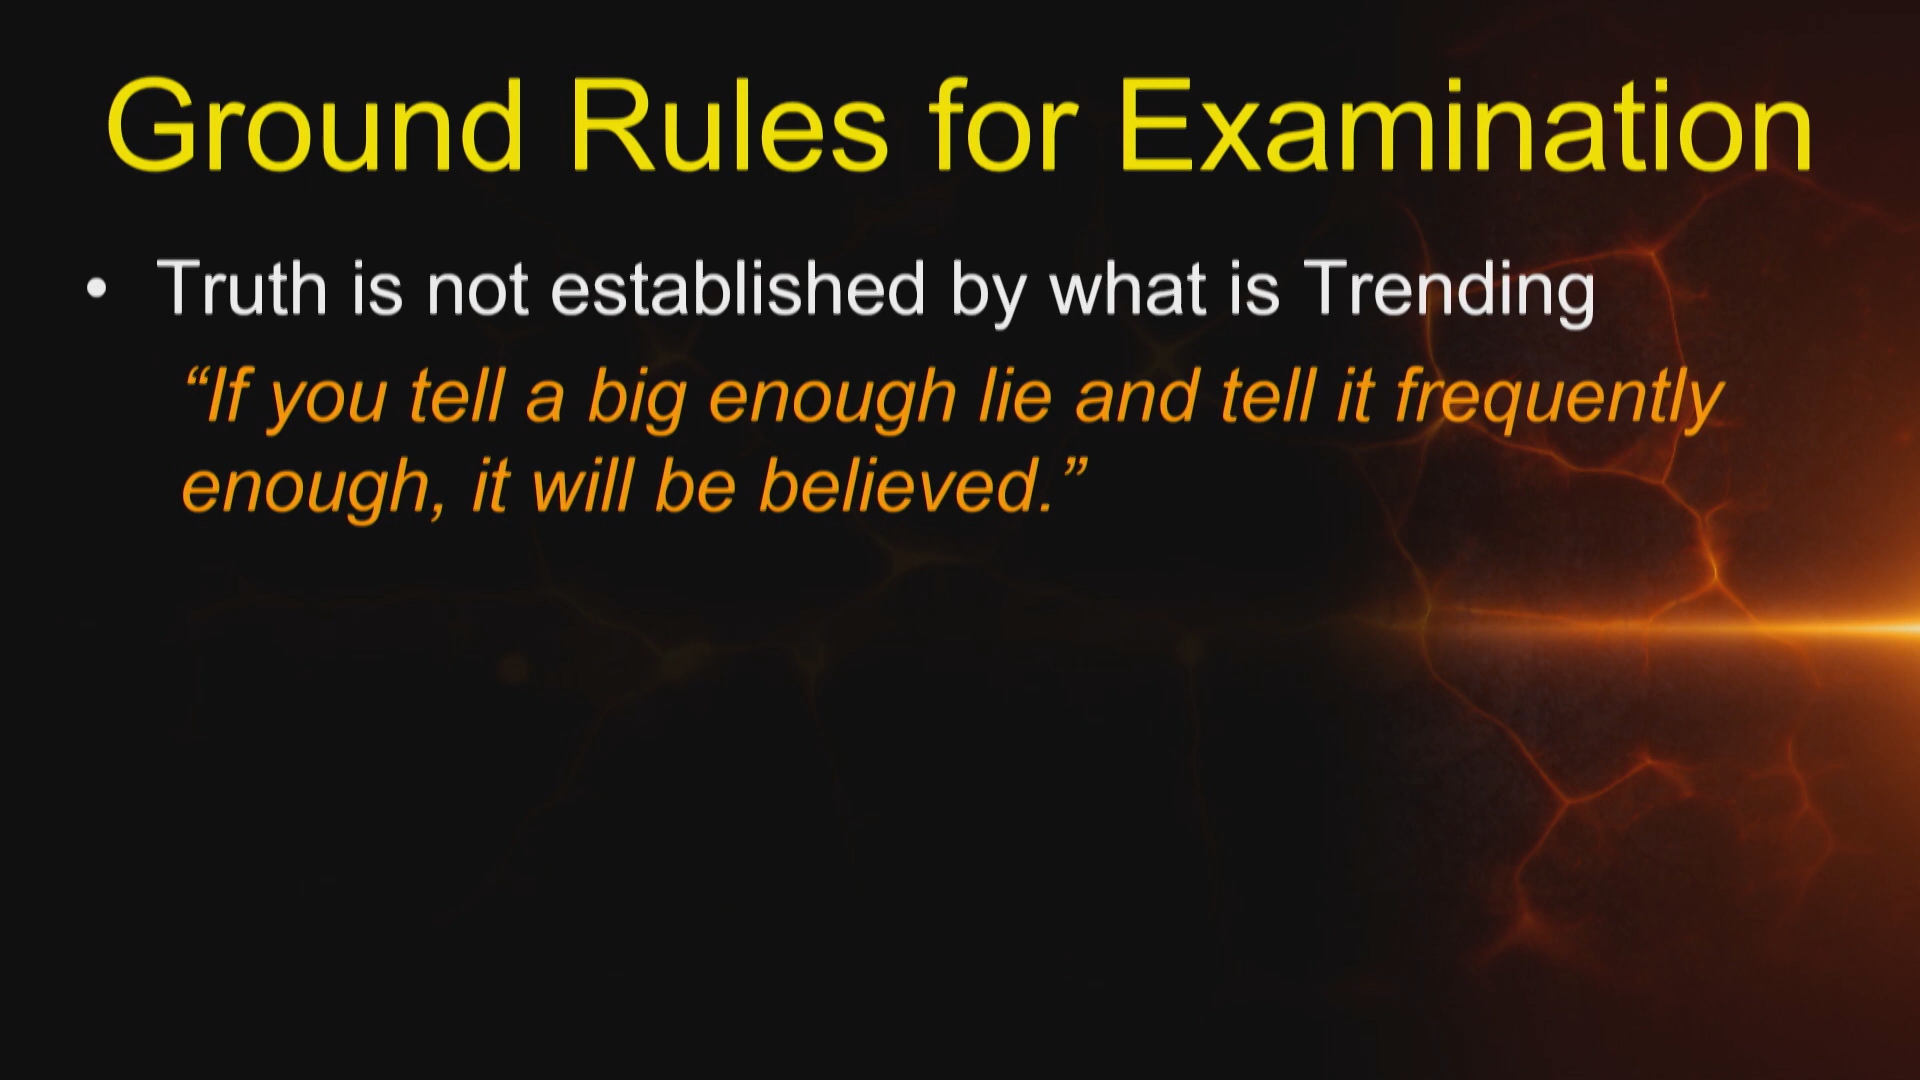 Ground Rules for Examination
• Truth is not established by what is Trending
“If you tell a big enough lie and tell it frequently
enough, it will be believed.”